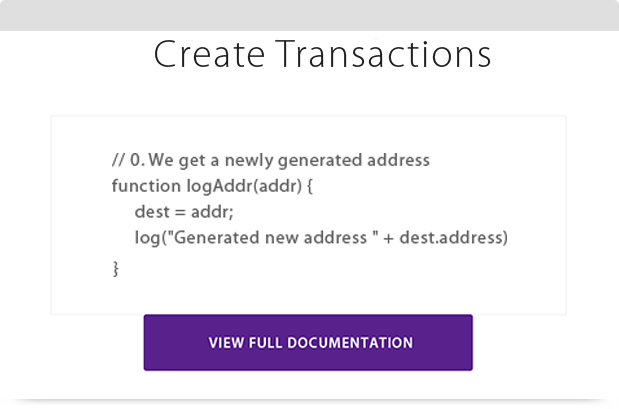 Create Transactions
// 0. We get a newly generated address
function logAddr(addr) {
dest = addr;
log("Generated new address " + dest.address)
}
VIEW FULL DOCUMENTATION